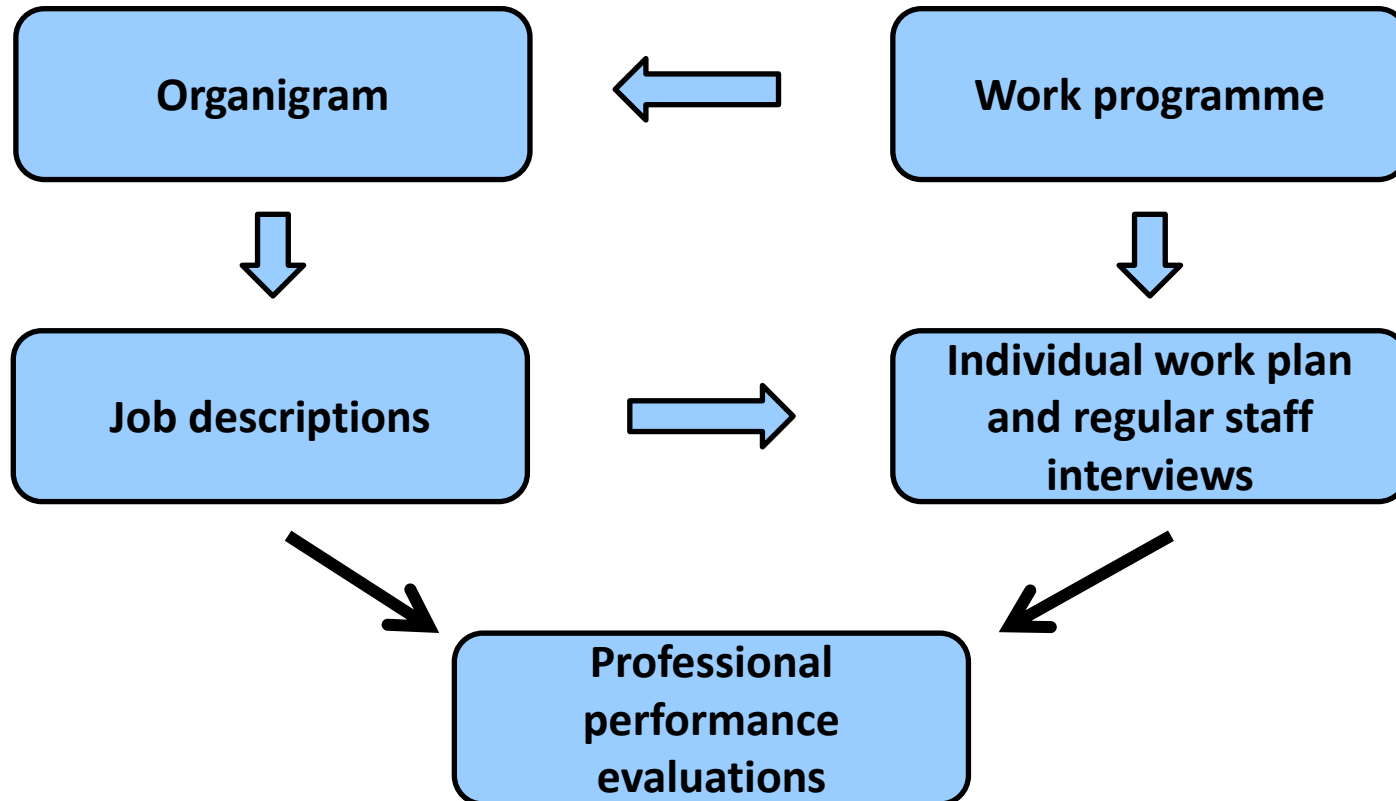 Organigram
Work programme
Job descriptions
Individual work plan
and regular staff
interviews
Professional
performance
evaluations